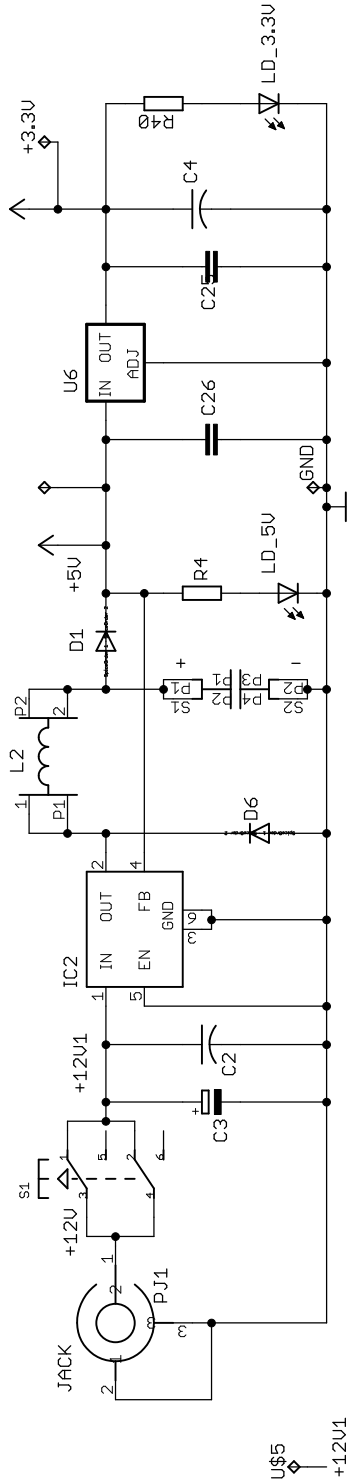 U$5
+12V1
JACK
2
1
1
2
3
3
PJ1
+12V
S1
3
1
5
4
2
6
+12V1
C3
+
C2
IC2
1
IN
OUT
2
5
EN
FB
4
GND
3
6
L2
1
P1
P2
2
D6
D1
S1
P1
+
P2
P1
P4
P3
S2
P2
-
+5V
R4
LD_5V
GND
C26
U6
IN
OUT
ADJ
C25
C4
+3.3V
R40
LD_3.3V